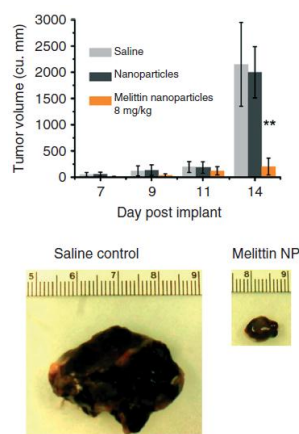 3000
2500
2000
1500
1000
500
0
Tumor volume (cu. mm)
Saline
Nanoparticles
Melittin nanoparticles
8 mg/kg
**
7 9 11 14
Day post implant
Saline control
Melittin NP
5 6 7 8 9
8 9